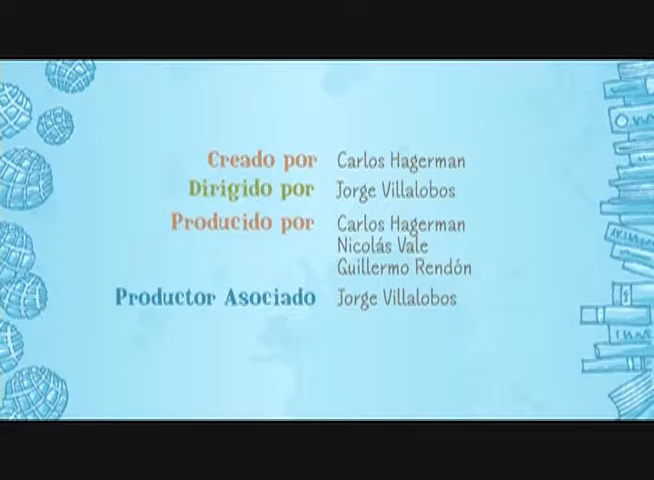 Creado por Carlos Hagerman
Dirigido por Jorge Villalobos
Producido por Carlos Hagerman
Nicolás Vale
Guillermo Rendón
Productor Asociado Jorge Villalobos